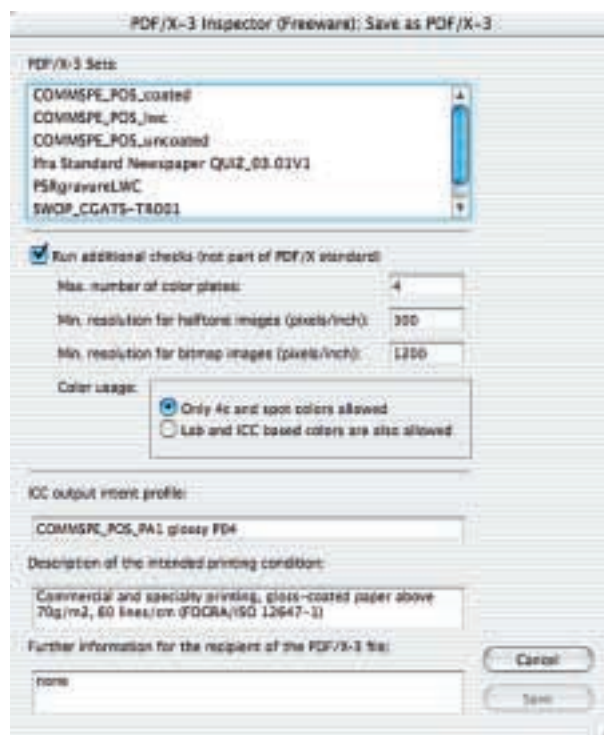 PDF/X-3 Inspector (Freeware): Save as PDF/X-3
PDF/X-3 Sets:
COMMSPE_POS_coated
COMMSPE_POS_lwc
COMMSPE_POS_uncoated
Ifra Standard Newspaper QUIZ_03.01V1
PSRgravureLWC
SWOP_CGATS-TR001
Run additional checks (not part of PDF/X standard)
Max. number of color plates:
4
Min. resolution for halftone images (pixels/inch):
300
Min. resolution for bitmap images (pixels/inch):
1200
Color usage:
Only 4c and spot colors allowed
Lab and ICC based colors are also allowed
ICC output intent profile:
COMMSPE_POS_PA1 glossy F04
Description of the intended printing condition:
Commercial and specialty printing, gloss-coated paper above
70g/m2, 60 lines/cm (FOGRA/ISO 12647-1)
Further information for the recipient of the PDF/X-3 file:
Cancel
none
Save